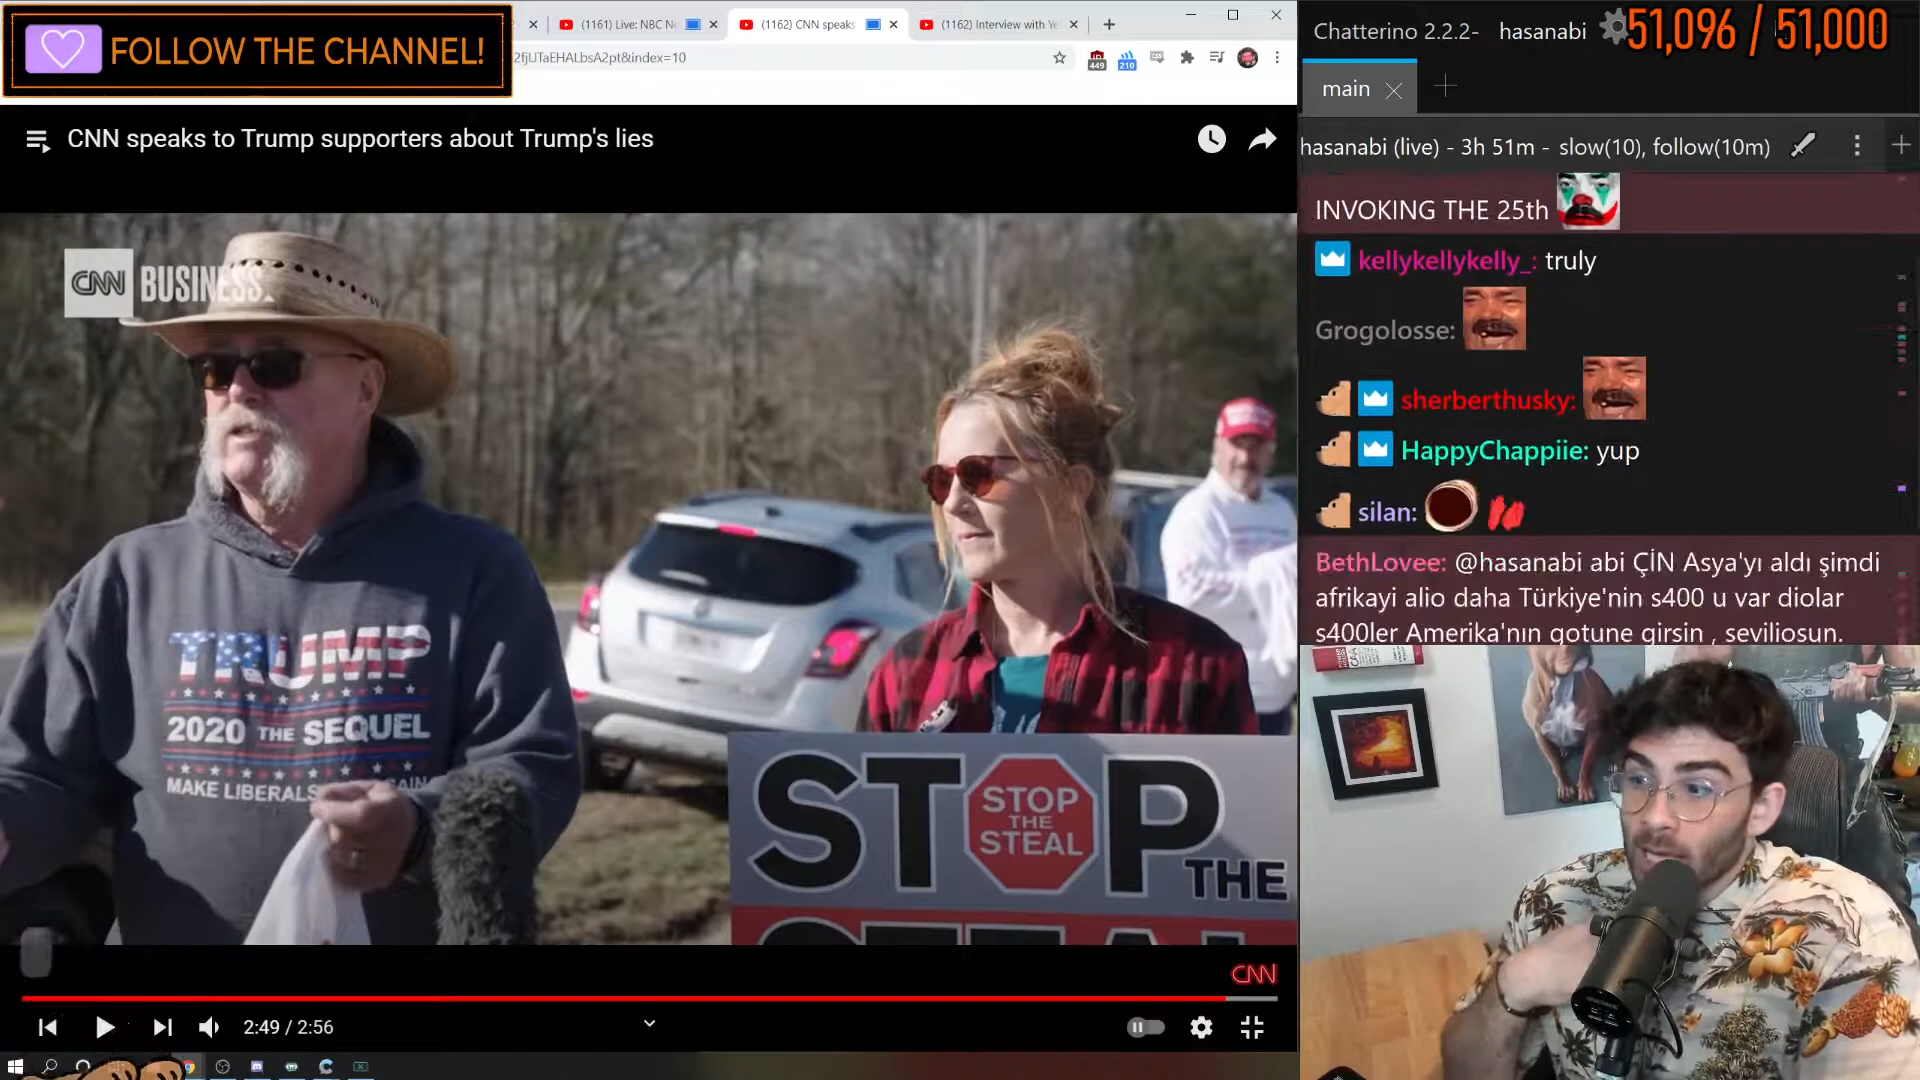 FOLLOW THE CHANNEL!
(1161) Live: NBC Ne
(1162) CNN speaks
(1162) Interview with Ye
2fjUTaEHALbsA2pt&index=10
449
210
CNN speaks to Trump supporters about Trump's lies
CNN BUSINESS
TRUMP
2020 THE SEQUEL
MAKE LIBERALS
STOP THE
STOP
THE
STEAL
CNN
2:49 / 2:56
Chatterino 2.2.2-
hasanabi
51,096 / 51,000
main
hasanabi (live) - 3h 51m - slow(10), follow(10m)
INVOKING THE 25th
kellykellykelly_: truly
Grogolosse:
sherberthusky:
HappyChappiie: yup
silan:
BethLovee: @hasanabi abi ÇİN Asya'yı aldı şimdi
afrikayi alio daha Türkiye'nin s400 u var diolar
s400ler Amerika'nın gotune girsin , seviliosun.